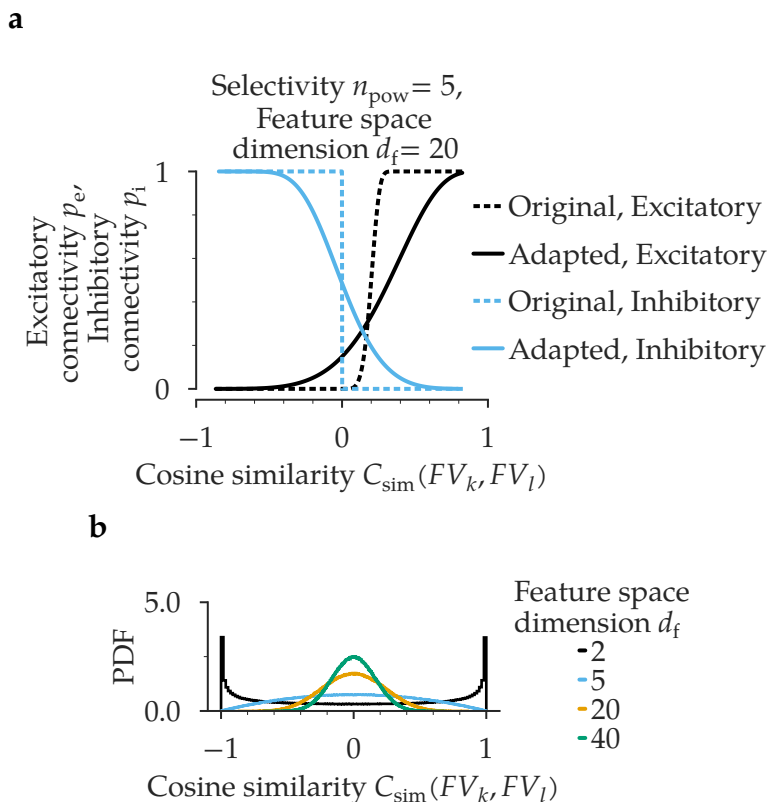 a
Selectivity n_pow = 5,
Feature space
dimension d_f = 20
Excitatory
connectivity p_e,
Inhibitory
connectivity p_i
1
0
−1
0
1
Cosine similarity C_sim(FV_k, FV_l)
Original, Excitatory
Adapted, Excitatory
Original, Inhibitory
Adapted, Inhibitory
b
PDF
5.0
0.0
−1
0
1
Cosine similarity C_sim(FV_k, FV_l)
Feature space
dimension d_f
2
5
20
40